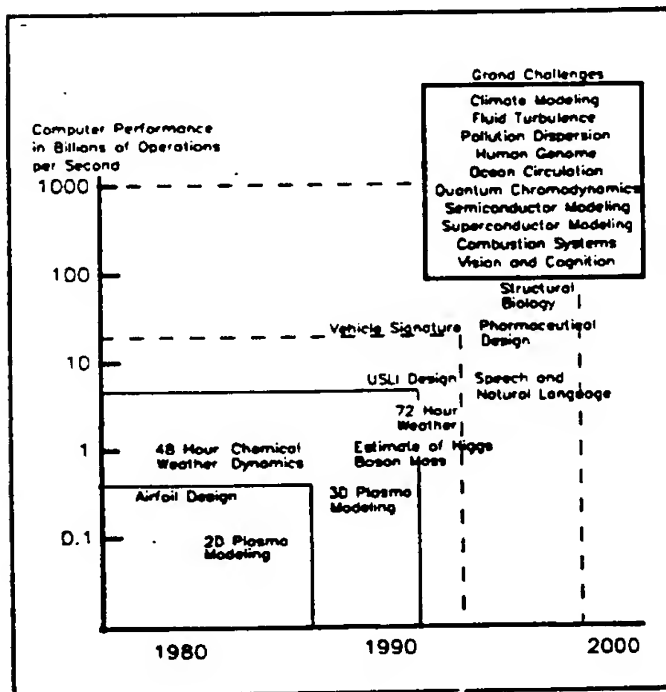 Grand Challenges
Climate Modeling
Fluid Turbulence
Pollution Dispersion
Human Genome
Ocean Circulation
Quantum Chromodynamics
Semiconductor Modeling
Superconductor Modeling
Combustion Systems
Vision and Cognition
Computer Performance
in Billions of Operations
per Second
1000
100
10
1
0.1
Structural
Biology
Vehicle Signature
Pharmaceutical
Design
USLI Design
Speech and
Natural Language
72 Hour
Weather
48 Hour
Weather
Chemical
Dynamics
Estimate of Higgs
Boson Mass
Airfoil Design
3D Plasma
Modeling
2D Plasma
Modeling
1980
1990
2000